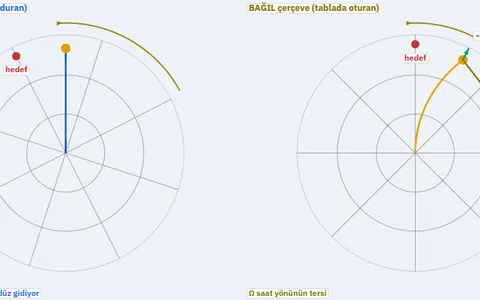 duran)
BAĞIL çerçeve (tablada oturan)
hedef
hedef
düz gidiyor
Ω saat yönünün tersi